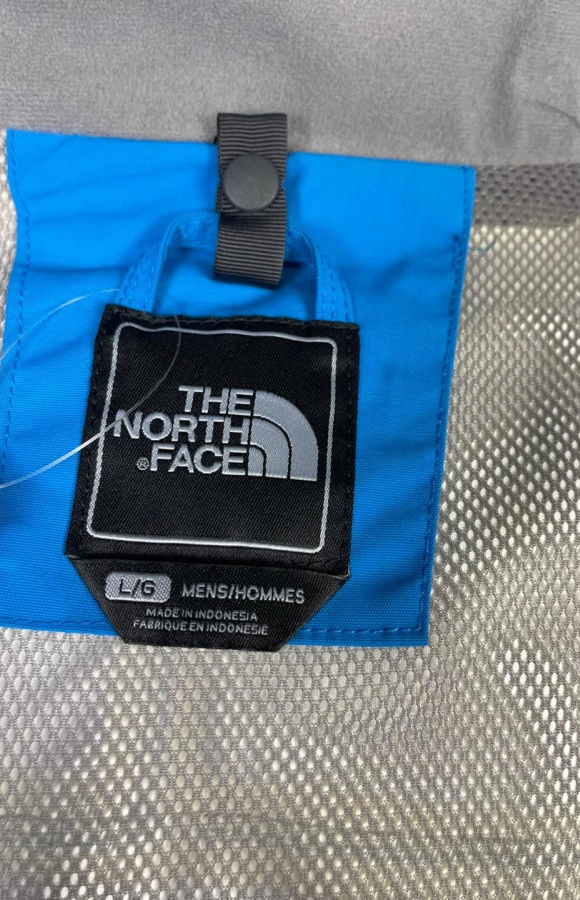 THE
NORTH
®FACE
L/G MENS/HOMMES
MADE IN INDONESIA
FABRIQUE EN INDONESIE